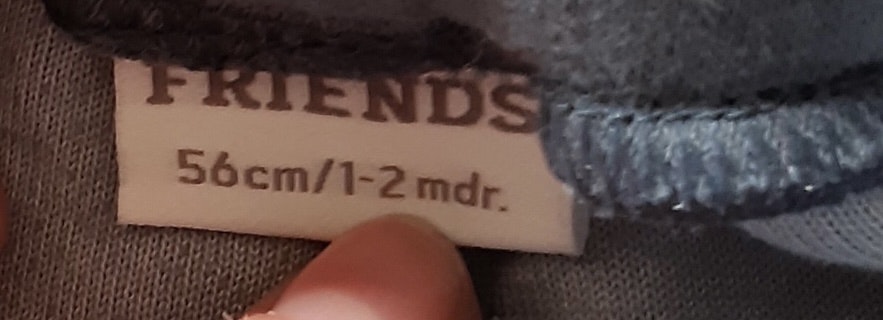 FRIENDS
56cm/1-2 mdr.